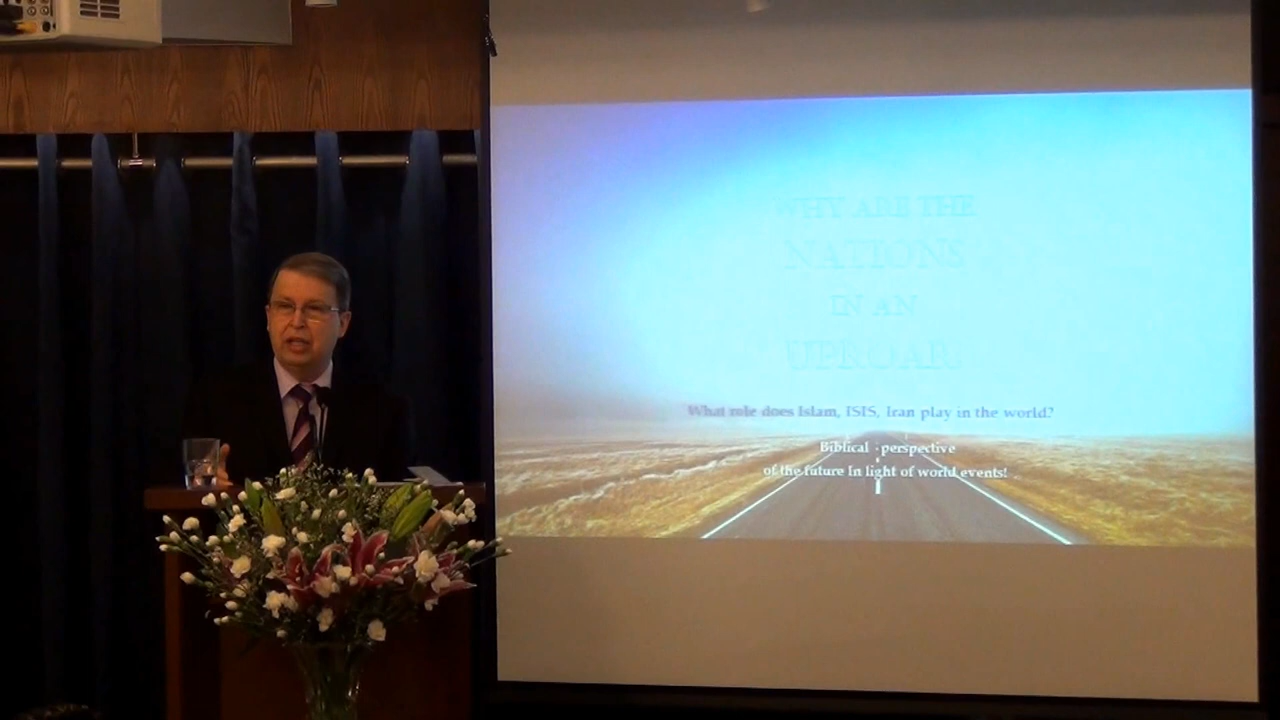 WHY ARE THE
NATIONS
IN AN
UPROAR
What role does Islam, ISIS, Iran play in the world?
Biblical perspective
of the future In light of world events!